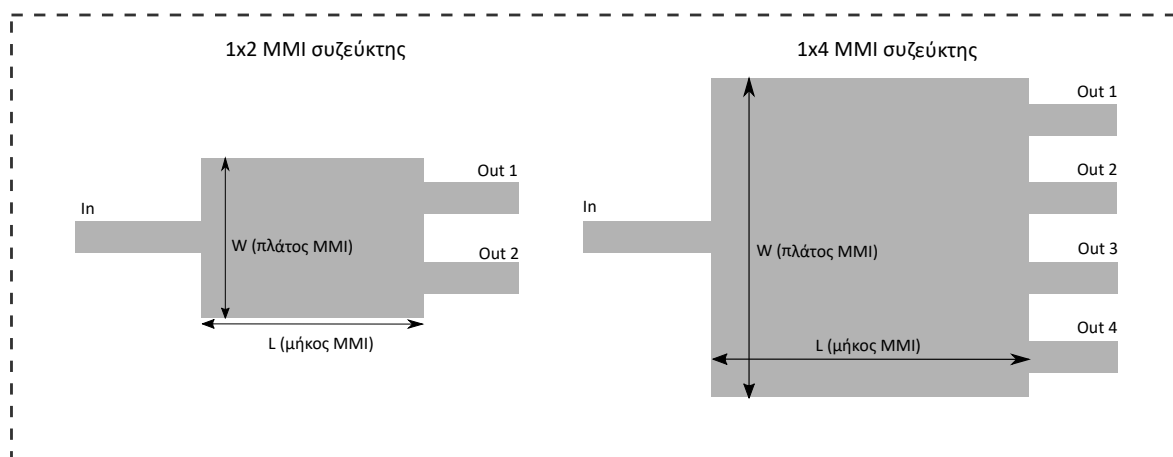 1x2 MMI συζεύκτης
In
W (πλάτος MMI)
Out 1
Out 2
L (μήκος MMI)
1x4 MMI συζεύκτης
In
W (πλάτος MMI)
L (μήκος MMI)
Out 1
Out 2
Out 3
Out 4